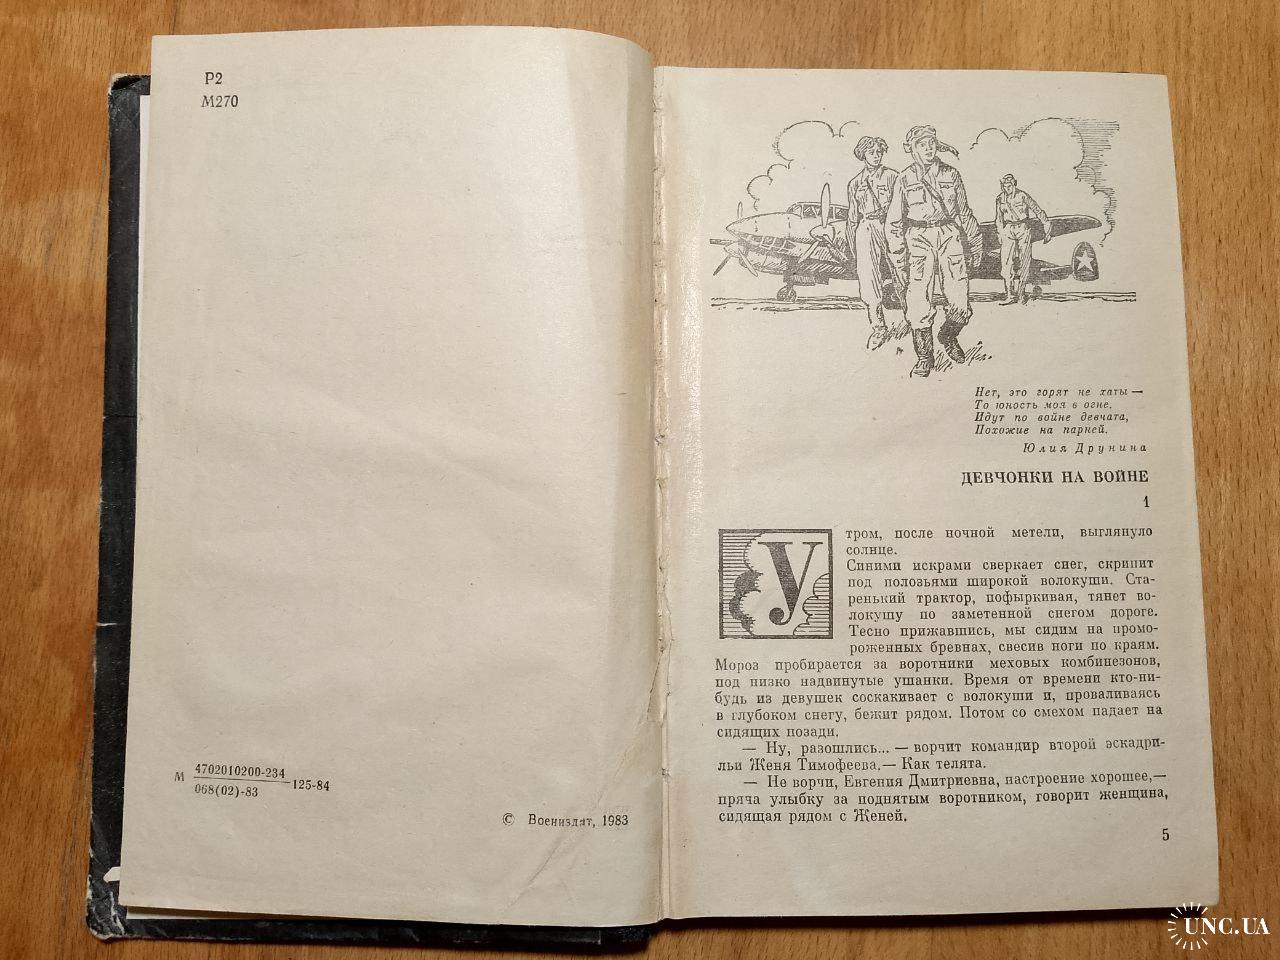 Р2
М270
М 4702010200-234
068(02)-83
125-84
© Воениздат, 1983
Нет, это горят не хаты —
То юность моя в огне.
Идут по войне девчата,
Похожие на парней.
Юлия Друнина
ДЕВЧОНКИ НА ВОЙНЕ
1
У
тром, после ночной метели, выглянуло
солнце.
Синими искрами сверкает снег, скрипит
под полозьями широкой волокуши. Ста-
ренький трактор, пофыркивая, тянет во-
локушу по заметенной снегом дороге.
Тесно прижавшись, мы сидим на промо-
роженных бревнах, свесив ноги по краям.
Мороз пробирается за воротники меховых комбинезонов,
под низко надвинутые ушанки. Время от времени кто-ни-
будь из девушек соскакивает с волокуши и, проваливаясь
в глубоком снегу, бежит рядом. Потом со смехом падает на
сидящих позади.
— Ну, разошлись... — ворчит командир второй эскадри-
льи Женя Тимофеева.— Как телята.
— Не ворчи, Евгения Дмитриевна, настроение хорошее,—
пряча улыбку за поднятым воротником, говорит женщина,
сидящая рядом с Женей.
5
UNC.UA